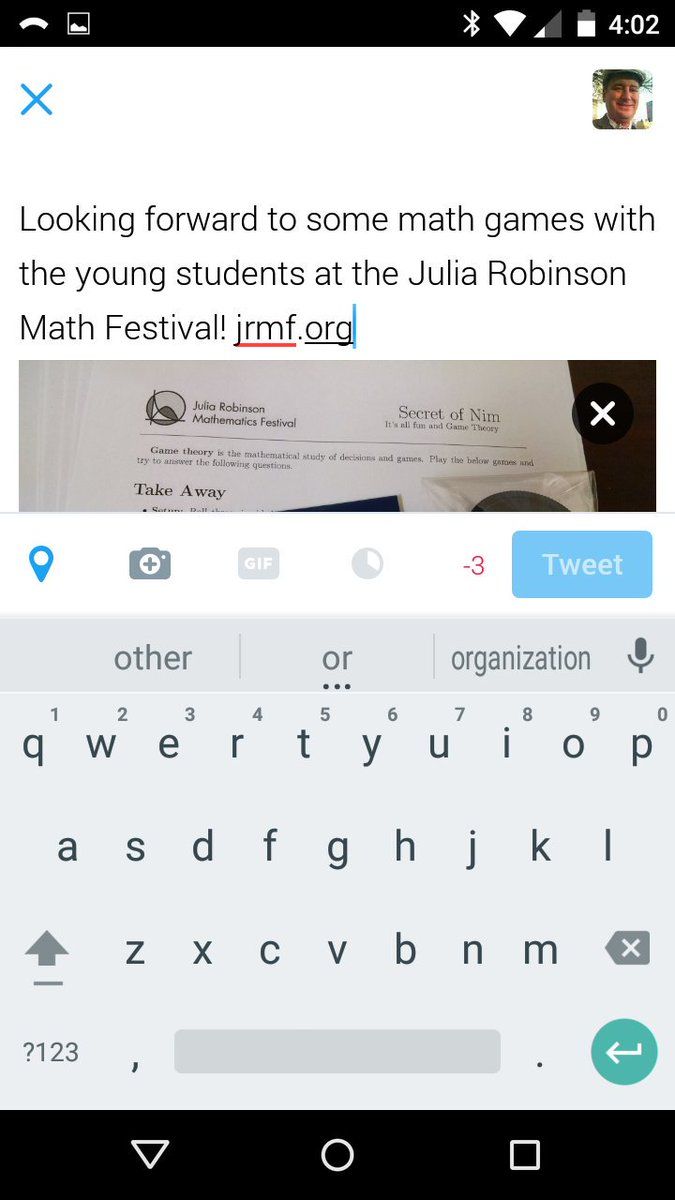 4:02
Looking forward to some math games with
the young students at the Julia Robinson
Math Festival! jrmf.org
Julia Robinson
Mathematics Festival
Secret of Nim
It's all fun and Game Theory
Game theory is the mathematical study of decisions and games. Play the below games and
try to answer the following questions.
Take Away
GIF
-3
Tweet
other or organization
1 2 3 4 5 6 7 8 9 0
q w e r t y u i o p
a s d f g h j k l
z x c v b n m
?123 , .